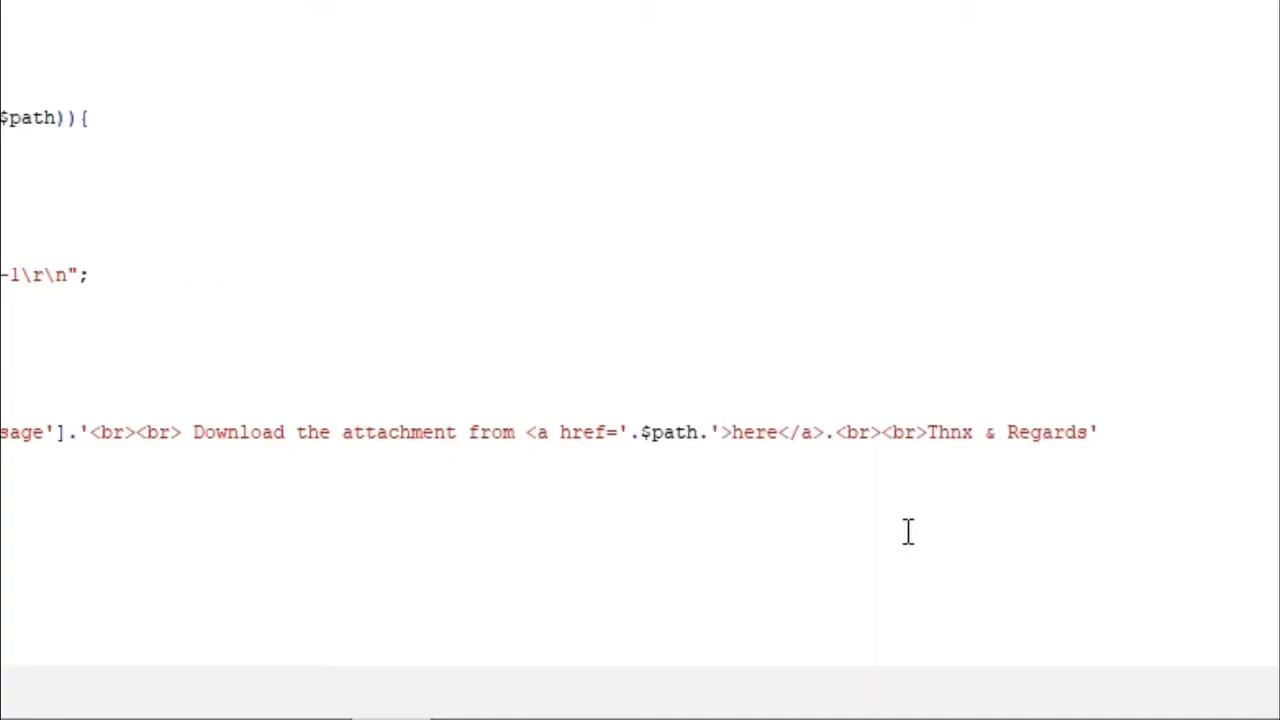 $path)){
-1\r\n";
sage'].'<br><br> Download the attachment from <a href='.$path.'>here</a>.<br><br>Thnx & Regards'